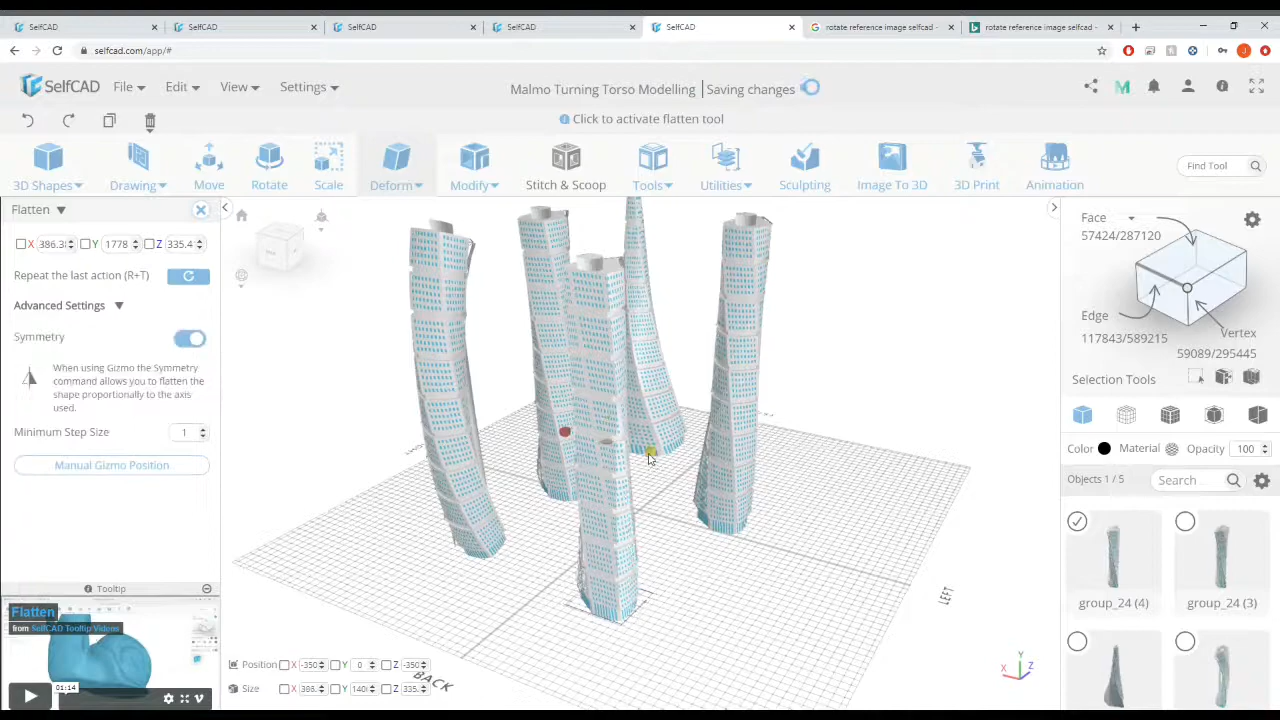 SelfCAD
SelfCAD
SelfCAD
SelfCAD
SelfCAD
rotate reference image selfcad -
rotate reference image selfcad -
selfcad.com/app/#
SelfCAD File Edit View Settings
Malmo Turning Torso Modelling Saving changes
Click to activate flatten tool
3D Shapes Drawing Move Rotate Scale Deform Modify Stitch & Scoop Tools Utilities Sculpting Image To 3D 3D Print Animation
Find Tool
Flatten
X 386.3 Y 1778 Z 335.4
Repeat the last action (R+T)
Advanced Settings
Symmetry
When using Gizmo the Symmetry
command allows you to flatten the
shape proportionally to the axis
used.
Minimum Step Size 1
Manual Gizmo Position
Tooltip
Flatten
from SelfCAD Tooltip Videos
01:14
LEFT
BACK
Position X -350 Y 0 Z -350
Size X 388. Y 140 Z 335.
X Y Z
Face
57424/287120
Edge
117843/589215
Vertex
59089/295445
Selection Tools
Color Material Opacity 100
Objects 1 / 5 Search
group_24 (4)
group_24 (3)